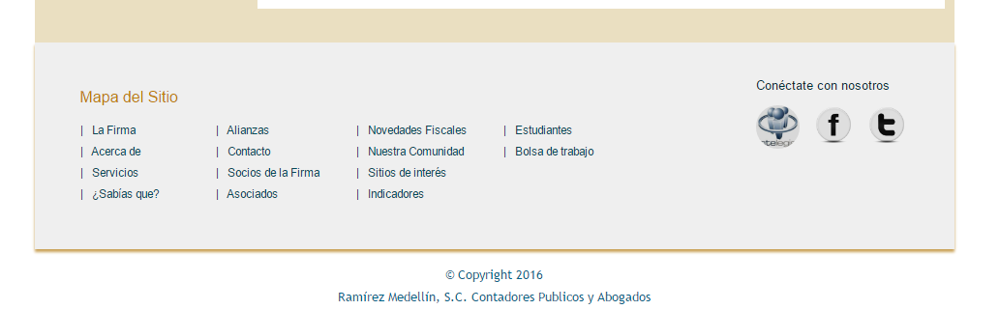 Mapa del Sitio
| La Firma
| Acerca de
| Servicios
| ¿Sabías que?
| Alianzas
| Contacto
| Socios de la Firma
| Asociados
| Novedades Fiscales
| Nuestra Comunidad
| Sitios de interés
| Indicadores
| Estudiantes
| Bolsa de trabajo
Conéctate con nosotros
f
t
© Copyright 2016
Ramírez Medellín, S.C. Contadores Publicos y Abogados